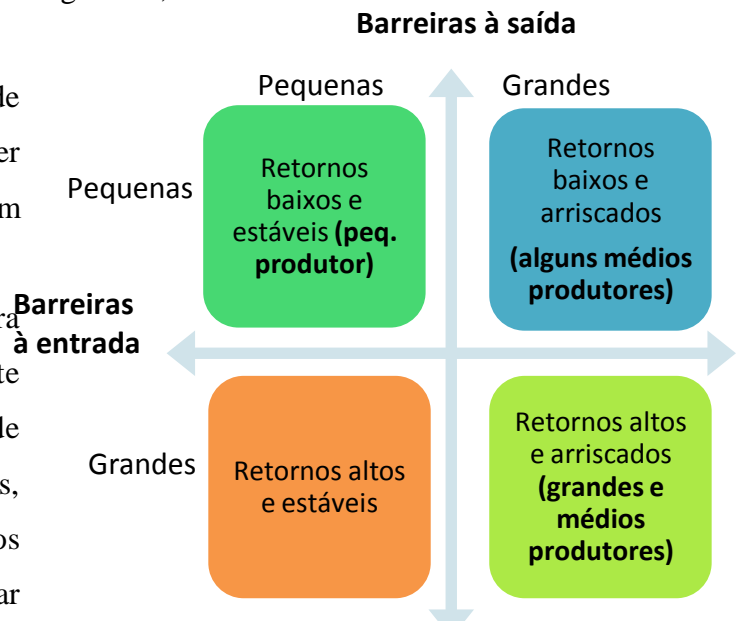 Barreiras à saída
Pequenas
Grandes
Pequenas
Retornos
baixos e
estáveis (peq.
produtor)
Retornos
baixos e
arriscados
(alguns médios
produtores)
Barreiras
à entrada
Grandes
Retornos altos
e estáveis
Retornos altos
e arriscados
(grandes e
médios
produtores)